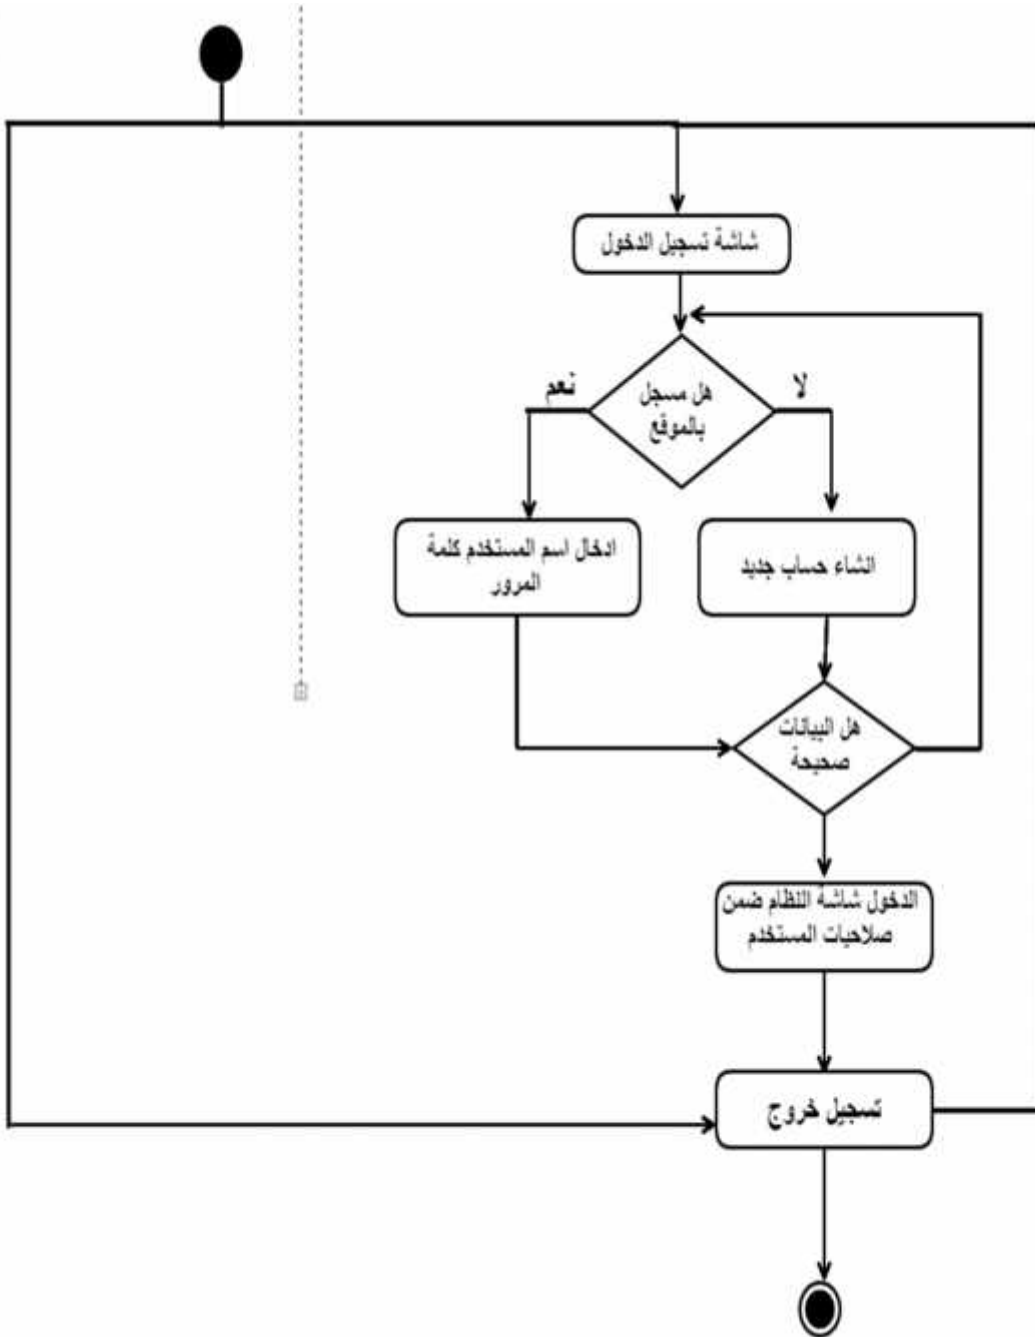 شاشة تسجيل الدخول
هل مسجل
بالموقع
لا
نعم
انشاء حساب جديد
ادخال اسم المستخدم كلمة
المرور
هل البيانات
صحيحة
الدخول شاشة النظام ضمن
صلاحيات المستخدم
تسجيل خروج